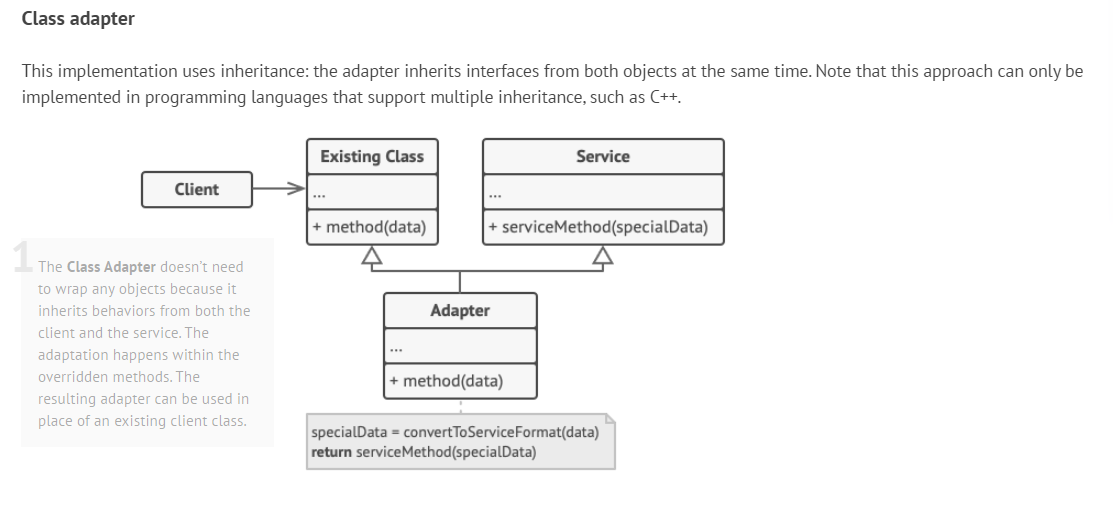 Class adapter
This implementation uses inheritance: the adapter inherits interfaces from both objects at the same time. Note that this approach can only be
implemented in programming languages that support multiple inheritance, such as C++.
Existing Class
...
+ method(data)
Service
...
+ serviceMethod(specialData)
Client
1
The Class Adapter doesn't need
to wrap any objects because it
inherits behaviors from both the
client and the service. The
adaptation happens within the
overridden methods. The
resulting adapter can be used in
place of an existing client class.
Adapter
...
+ method(data)
specialData = convertToServiceFormat(data)
return serviceMethod(specialData)